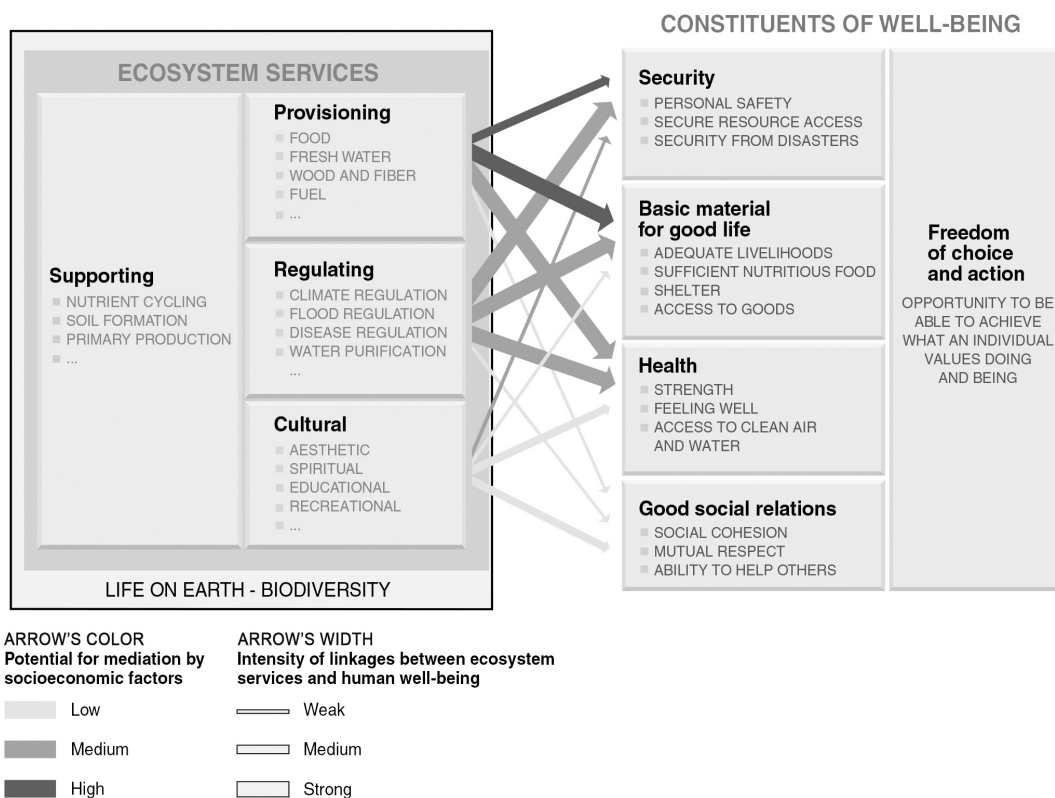 CONSTITUENTS OF WELL-BEING
ECOSYSTEM SERVICES
Supporting
NUTRIENT CYCLING
SOIL FORMATION
PRIMARY PRODUCTION
...
Provisioning
FOOD
FRESH WATER
WOOD AND FIBER
FUEL
...
Regulating
CLIMATE REGULATION
FLOOD REGULATION
DISEASE REGULATION
WATER PURIFICATION
...
Cultural
AESTHETIC
SPIRITUAL
EDUCATIONAL
RECREATIONAL
...
LIFE ON EARTH - BIODIVERSITY
Security
PERSONAL SAFETY
SECURE RESOURCE ACCESS
SECURITY FROM DISASTERS
Basic material
for good life
ADEQUATE LIVELIHOODS
SUFFICIENT NUTRITIOUS FOOD
SHELTER
ACCESS TO GOODS
Health
STRENGTH
FEELING WELL
ACCESS TO CLEAN AIR
AND WATER
Good social relations
SOCIAL COHESION
MUTUAL RESPECT
ABILITY TO HELP OTHERS
Freedom
of choice
and action
OPPORTUNITY TO BE
ABLE TO ACHIEVE
WHAT AN INDIVIDUAL
VALUES DOING
AND BEING
ARROW'S COLOR
Potential for mediation by
socioeconomic factors
Low
Medium
High
ARROW'S WIDTH
Intensity of linkages between ecosystem
services and human well-being
Weak
Medium
Strong